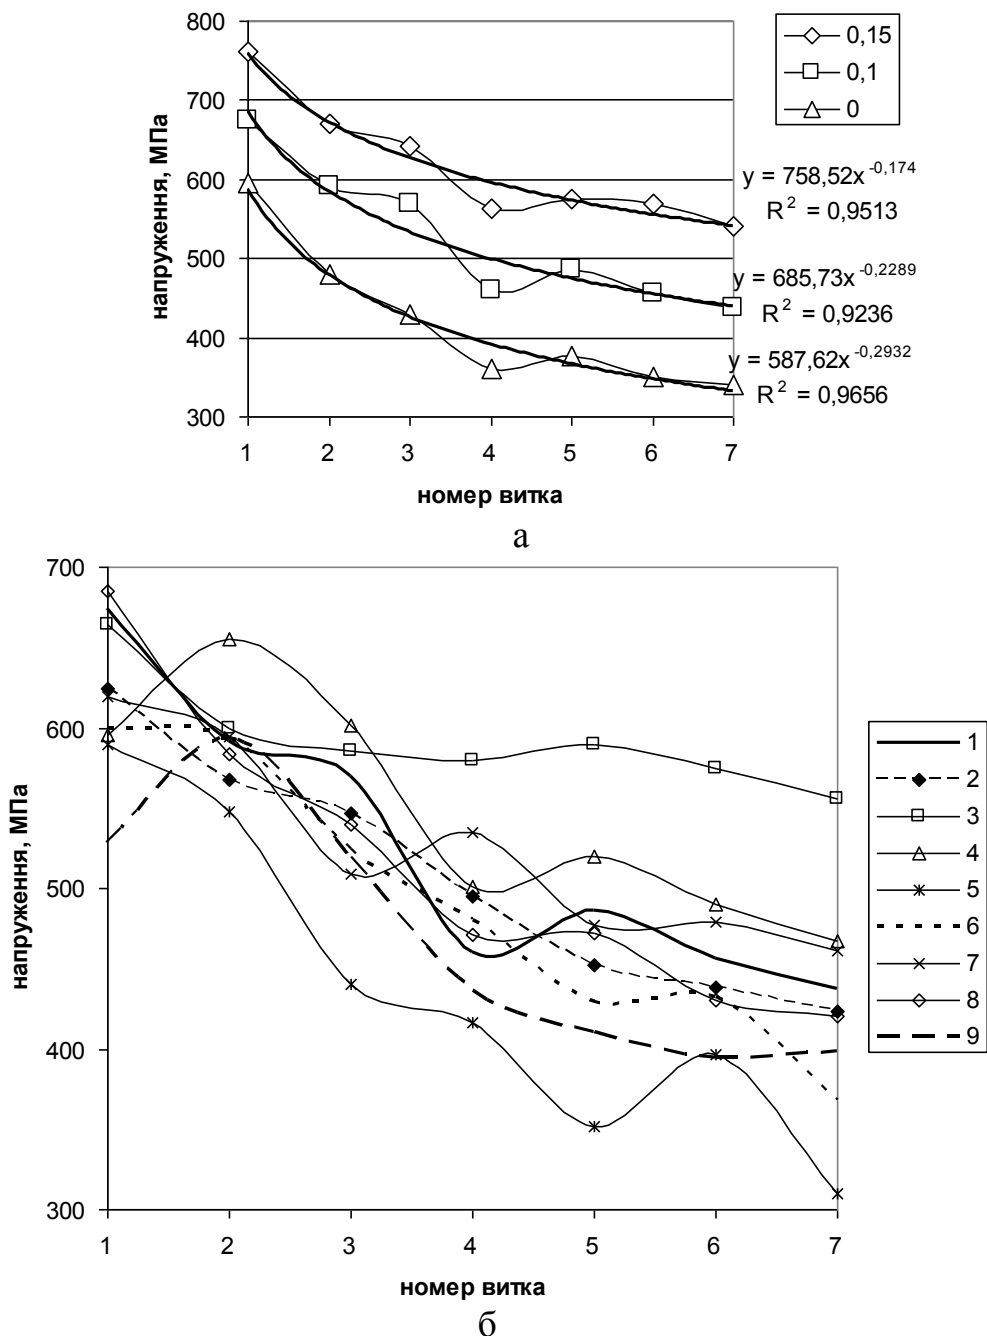 800
700
600
500
400
300
напруження, МПа
1 2 3 4 5 6 7
номер витка
0,15
0,1
0
y = 758,52x^-0,174
R² = 0,9513
y = 685,73x^-0,2289
R² = 0,9236
y = 587,62x^-0,2932
R² = 0,9656
а
700
600
500
400
300
напруження, МПа
1 2 3 4 5 6 7
номер витка
1
2
3
4
5
6
7
8
9
б